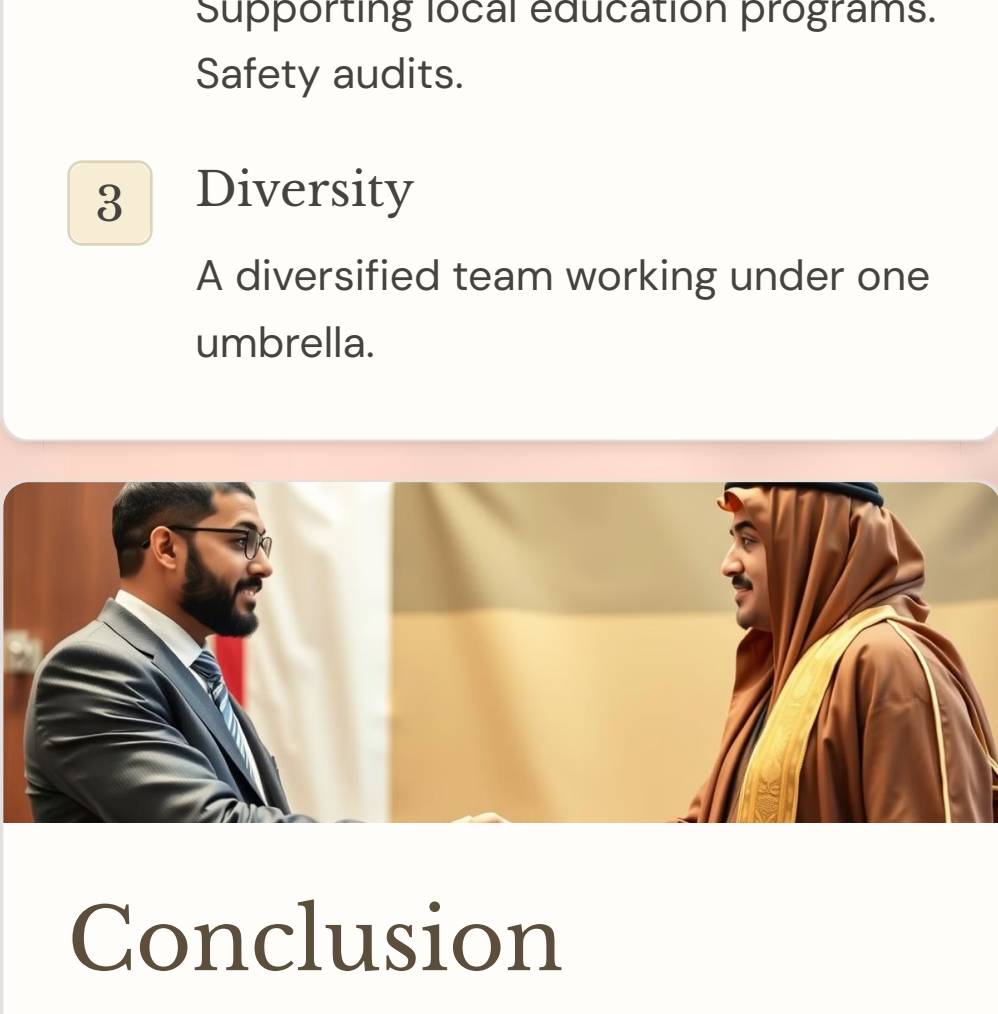 Supporting local education programs.
Safety audits.
3
Diversity
A diversified team working under one
umbrella.
Conclusion